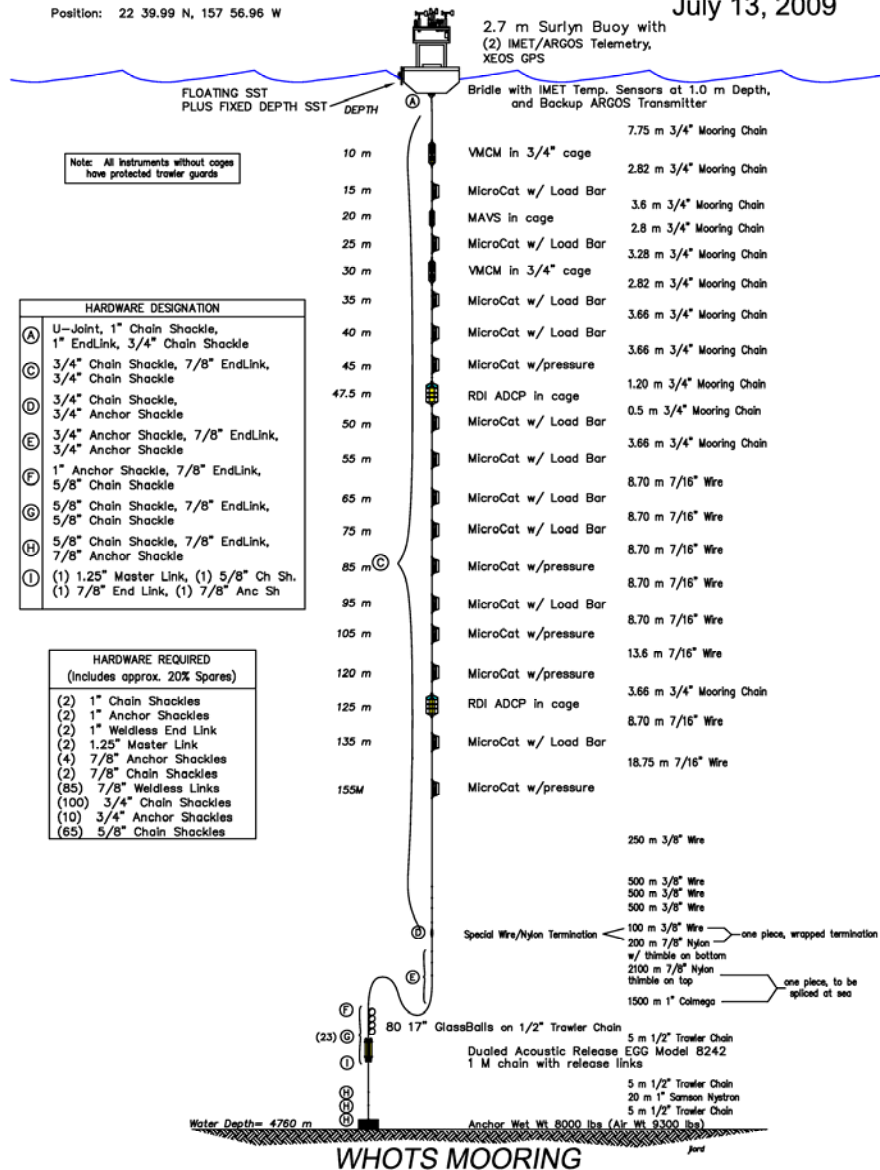 Position: 22 39.99 N, 157 56.96 W
July 13, 2009
2.7 m Surlyn Buoy with
(2) IMET/ARGOS Telemetry,
XEOS GPS
FLOATING SST
PLUS FIXED DEPTH SST
DEPTH
A
Bridle with IMET Temp. Sensors at 1.0 m Depth,
and Backup ARGOS Transmitter
7.75 m 3/4" Mooring Chain
Note: All instruments without cages
have protected trawler guards
10 m VMCM in 3/4" cage
2.82 m 3/4" Mooring Chain
15 m MicroCat w/ Load Bar
3.6 m 3/4" Mooring Chain
20 m MAVS in cage
2.8 m 3/4" Mooring Chain
25 m MicroCat w/ Load Bar
3.28 m 3/4" Mooring Chain
30 m VMCM in 3/4" cage
2.82 m 3/4" Mooring Chain
35 m MicroCat w/ Load Bar
3.66 m 3/4" Mooring Chain
40 m MicroCat w/ Load Bar
3.66 m 3/4" Mooring Chain
45 m MicroCat w/pressure
1.20 m 3/4" Mooring Chain
47.5 m RDI ADCP in cage
0.5 m 3/4" Mooring Chain
50 m MicroCat w/ Load Bar
3.66 m 3/4" Mooring Chain
55 m MicroCat w/ Load Bar
8.70 m 7/16" Wire
65 m MicroCat w/ Load Bar
8.70 m 7/16" Wire
75 m MicroCat w/ Load Bar
8.70 m 7/16" Wire
85 m C MicroCat w/pressure
8.70 m 7/16" Wire
95 m MicroCat w/ Load Bar
8.70 m 7/16" Wire
105 m MicroCat w/pressure
13.6 m 7/16" Wire
120 m MicroCat w/pressure
3.66 m 3/4" Mooring Chain
125 m RDI ADCP in cage
8.70 m 7/16" Wire
135 m MicroCat w/ Load Bar
18.75 m 7/16" Wire
155M MicroCat w/pressure
250 m 3/8" Wire
500 m 3/8" Wire
500 m 3/8" Wire
500 m 3/8" Wire
D Special Wire/Nylon Termination
100 m 3/8" Wire
200 m 7/8" Nylon
one piece, wrapped termination
w/ thimble on bottom
E
2100 m 7/8" Nylon
thimble on top
one piece, to be
spliced at sea
1500 m 1" Colmega
F
80 17" GlassBalls on 1/2" Trawler Chain
(23) G
5 m 1/2" Trawler Chain
Dualed Acoustic Release EGG Model 8242
I
1 M chain with release links
5 m 1/2" Trawler Chain
H
20 m 1" Samson Nystron
H
5 m 1/2" Trawler Chain
H
Water Depth= 4760 m
Anchor Wet Wt 8000 lbs (Air Wt 9300 lbs)
WHOTS MOORING
HARDWARE DESIGNATION
A U-Joint, 1" Chain Shackle,
1" EndLink, 3/4" Chain Shackle
C 3/4" Chain Shackle, 7/8" EndLink,
3/4" Chain Shackle
D 3/4" Chain Shackle,
3/4" Anchor Shackle
E 3/4" Anchor Shackle, 7/8" EndLink,
3/4" Anchor Shackle
F 1" Anchor Shackle, 7/8" EndLink,
5/8" Chain Shackle
G 5/8" Chain Shackle, 7/8" EndLink,
5/8" Chain Shackle
H 5/8" Chain Shackle, 7/8" EndLink,
7/8" Anchor Shackle
I (1) 1.25" Master Link, (1) 5/8" Ch Sh.
(1) 7/8" End Link, (1) 7/8" Anc Sh
HARDWARE REQUIRED
(Includes approx. 20% Spares)
(2) 1" Chain Shackles
(2) 1" Anchor Shackles
(2) 1" Weldless End Link
(2) 1.25" Master Link
(4) 7/8" Anchor Shackles
(2) 7/8" Chain Shackles
(85) 7/8" Weldless Links
(100) 3/4" Chain Shackles
(10) 3/4" Anchor Shackles
(65) 5/8" Chain Shackles